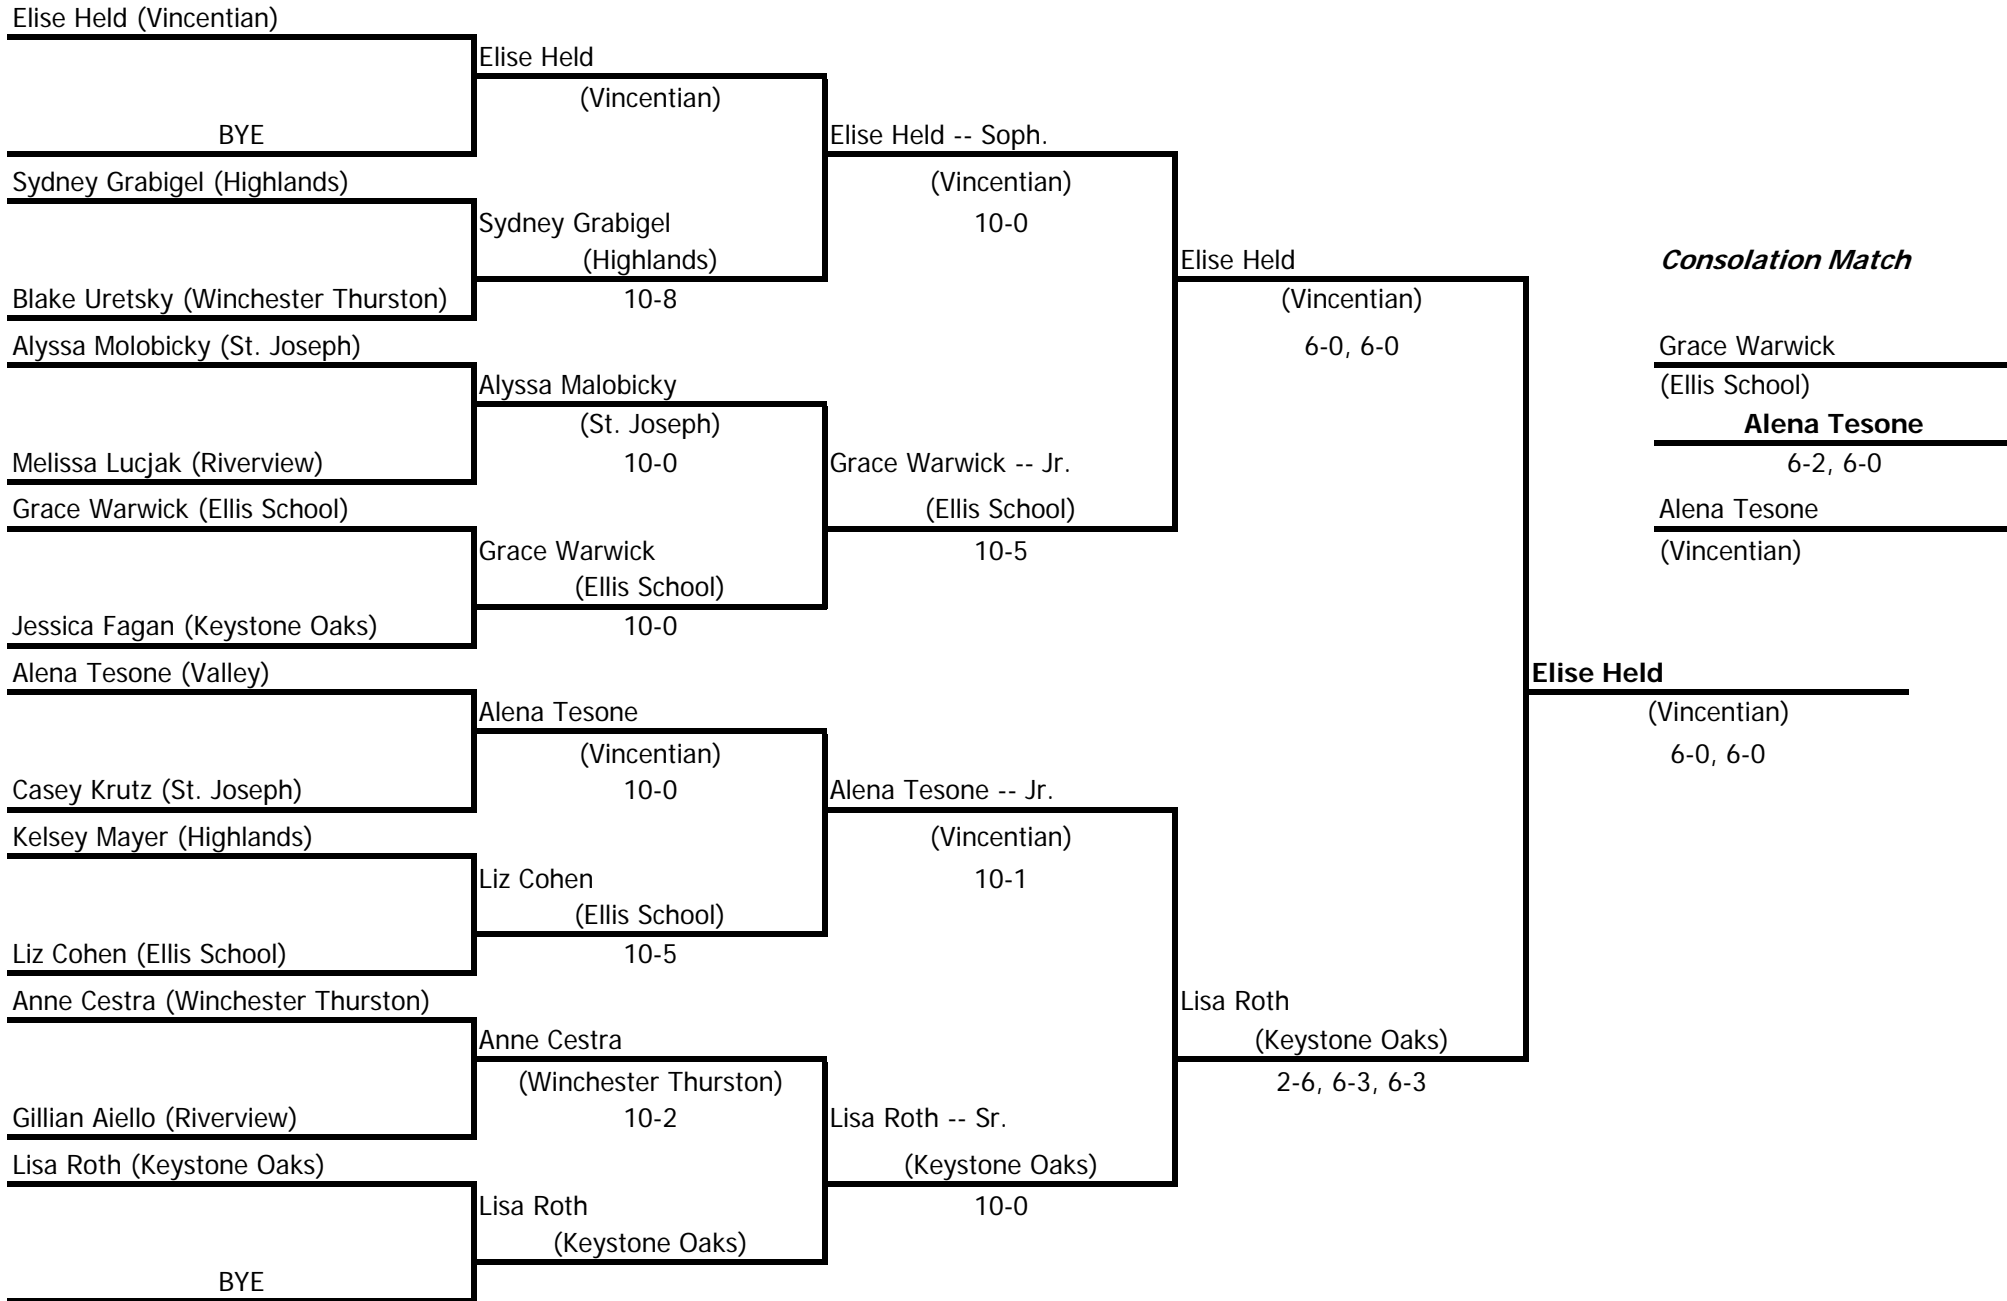 Elise Held (Vincentian)
BYE
Sydney Grabigel (Highlands)
Blake Uretsky (Winchester Thurston)
Alyssa Molobicky (St. Joseph)
Melissa Lucjak (Riverview)
Grace Warwick (Ellis School)
Jessica Fagan (Keystone Oaks)
Alena Tesone (Valley)
Casey Krutz (St. Joseph)
Kelsey Mayer (Highlands)
Liz Cohen (Ellis School)
Anne Cestra (Winchester Thurston)
Gillian Aiello (Riverview)
Lisa Roth (Keystone Oaks)
BYE
Elise Held
(Vincentian)
Sydney Grabigel
(Highlands)
10-8
Alyssa Malobicky
(St. Joseph)
10-0
Grace Warwick
(Ellis School)
10-0
Alena Tesone
(Vincentian)
10-0
Liz Cohen
(Ellis School)
10-5
Anne Cestra
(Winchester Thurston)
10-2
Lisa Roth
(Keystone Oaks)
Elise Held -- Soph.
(Vincentian)
10-0
Grace Warwick -- Jr.
(Ellis School)
10-5
Alena Tesone -- Jr.
(Vincentian)
10-1
Lisa Roth -- Sr.
(Keystone Oaks)
10-0
Elise Held
(Vincentian)
6-0, 6-0
Lisa Roth
(Keystone Oaks)
2-6, 6-3, 6-3
Elise Held
(Vincentian)
6-0, 6-0
Consolation Match
Grace Warwick
(Ellis School)
Alena Tesone
6-2, 6-0
Alena Tesone
(Vincentian)